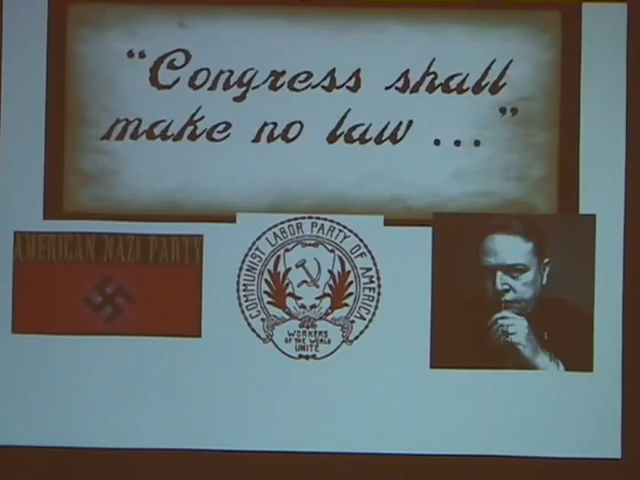 “Congress shall
make no law ...”
AMERICAN NAZI PARTY
COMMUNIST LABOR PARTY OF AMERICA
WORKERS
OF THE WORLD
UNITE